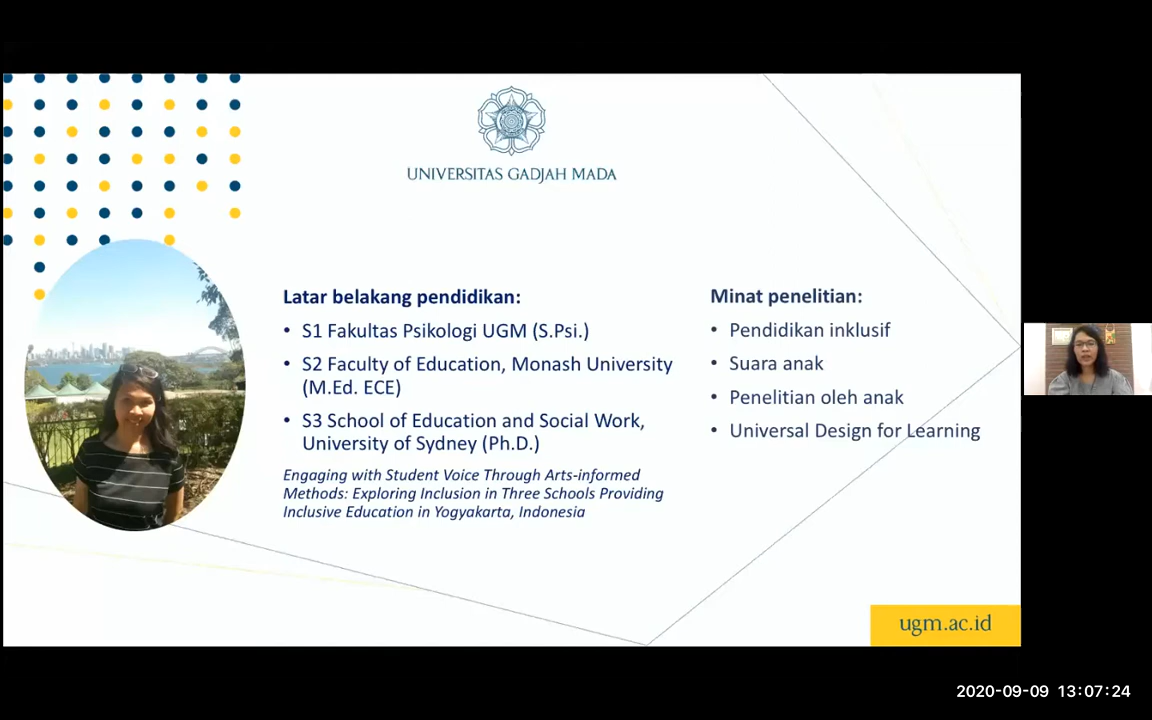 UNIVERSITAS GADJAH MADA
Latar belakang pendidikan:
• S1 Fakultas Psikologi UGM (S.Psi.)
• S2 Faculty of Education, Monash University
(M.Ed. ECE)
• S3 School of Education and Social Work,
University of Sydney (Ph.D.)
Engaging with Student Voice Through Arts-informed
Methods: Exploring Inclusion in Three Schools Providing
Inclusive Education in Yogyakarta, Indonesia
Minat penelitian:
• Pendidikan inklusif
• Suara anak
• Penelitian oleh anak
• Universal Design for Learning
ugm.ac.id
2020-09-09 13:07:24